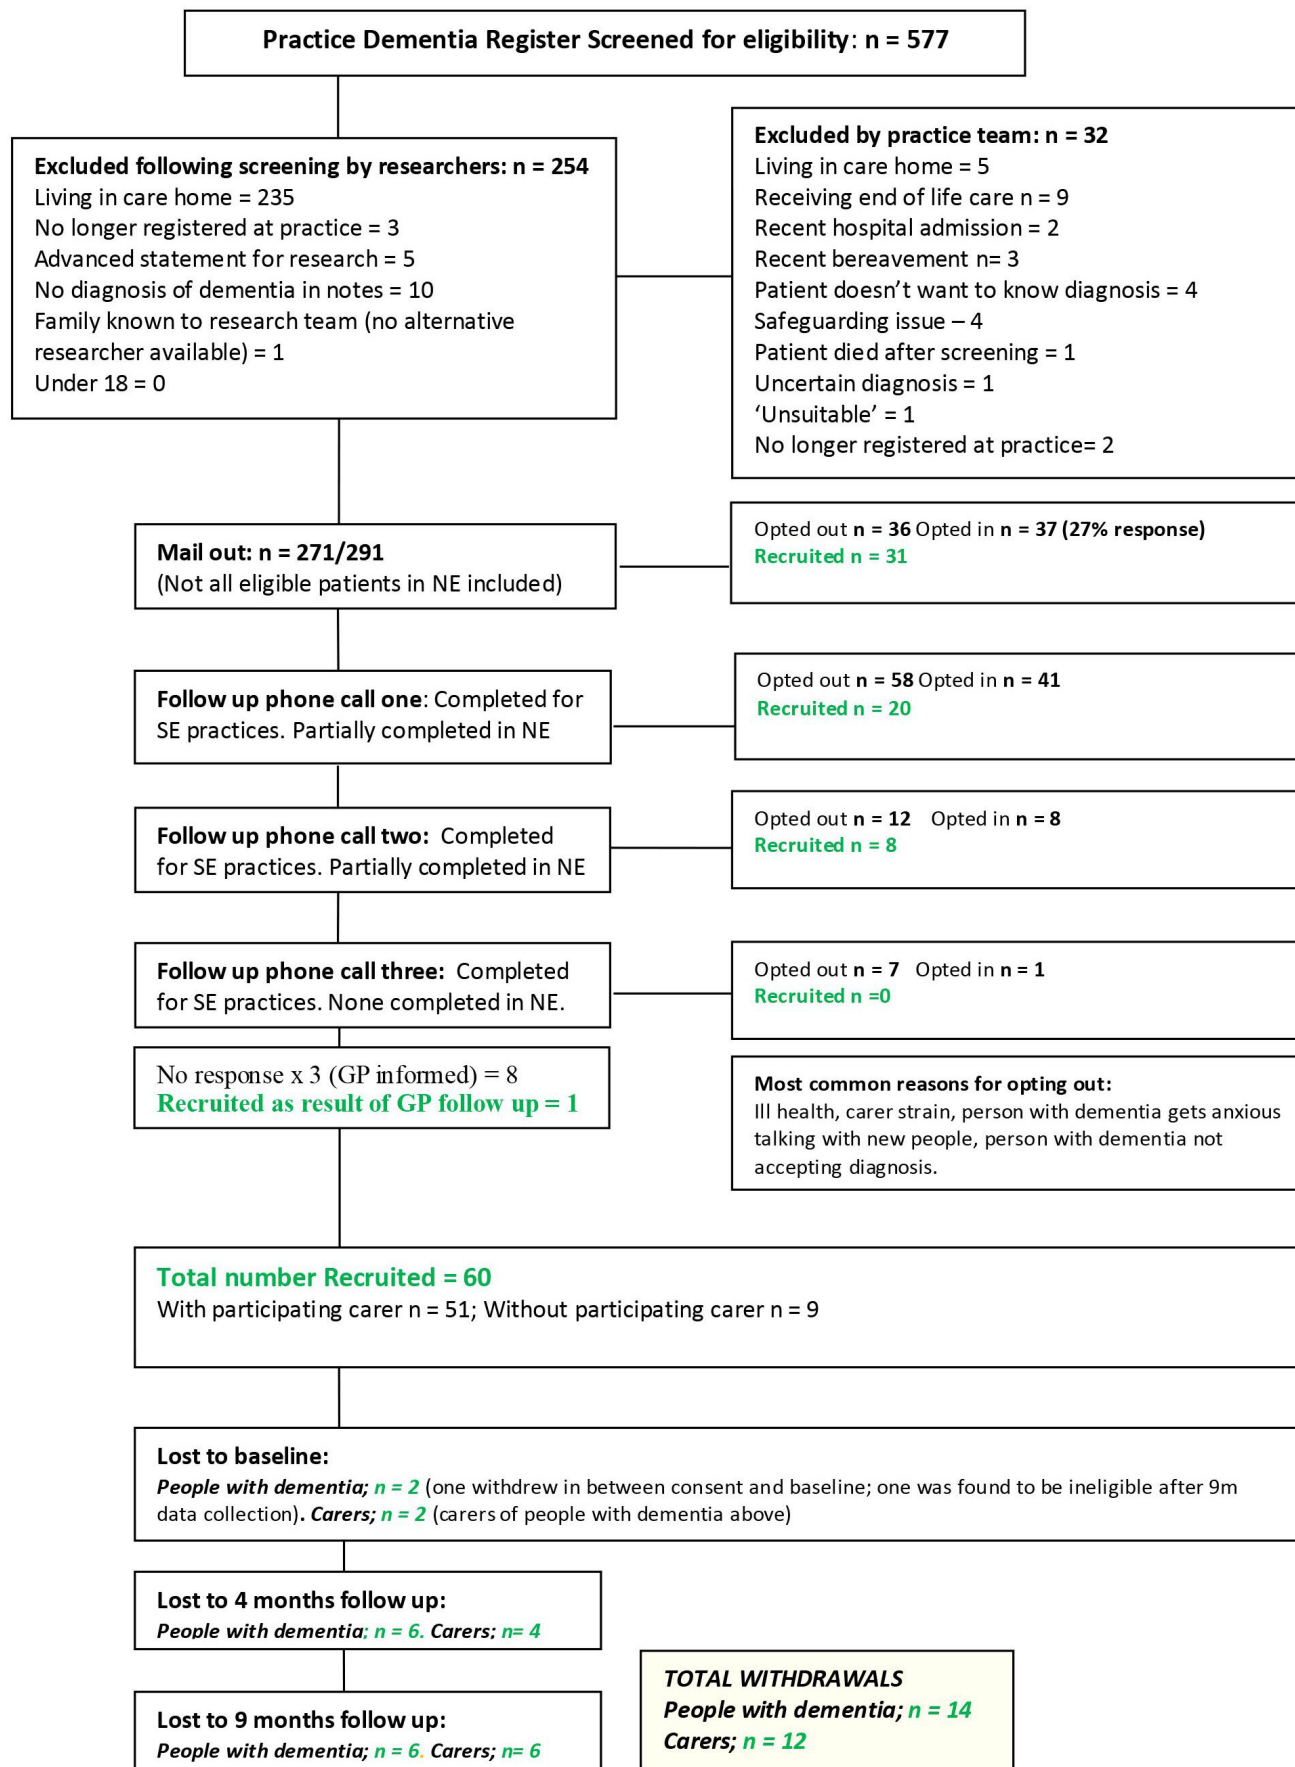 Practice Dementia Register Screened for eligibility: n = 577
Excluded following screening by researchers: n = 254
Living in care home = 235
No longer registered at practice = 3
Advanced statement for research = 5
No diagnosis of dementia in notes = 10
Family known to research team (no alternative
researcher available) = 1
Under 18 = 0
Excluded by practice team: n = 32
Living in care home = 5
Receiving end of life care n = 9
Recent hospital admission = 2
Recent bereavement n= 3
Patient doesn’t want to know diagnosis = 4
Safeguarding issue – 4
Patient died after screening = 1
Uncertain diagnosis = 1
‘Unsuitable’ = 1
No longer registered at practice= 2
Mail out: n = 271/291
(Not all eligible patients in NE included)
Opted out n = 36 Opted in n = 37 (27% response)
Recruited n = 31
Follow up phone call one: Completed for
SE practices. Partially completed in NE
Opted out n = 58 Opted in n = 41
Recruited n = 20
Follow up phone call two: Completed
for SE practices. Partially completed in NE
Opted out n = 12 Opted in n = 8
Recruited n = 8
Follow up phone call three: Completed
for SE practices. None completed in NE.
Opted out n = 7 Opted in n = 1
Recruited n =0
No response x 3 (GP informed) = 8
Recruited as result of GP follow up = 1
Most common reasons for opting out:
Ill health, carer strain, person with dementia gets anxious
talking with new people, person with dementia not
accepting diagnosis.
Total number Recruited = 60
With participating carer n = 51; Without participating carer n = 9
Lost to baseline:
People with dementia; n = 2 (one withdrew in between consent and baseline; one was found to be ineligible after 9m
data collection). Carers; n = 2 (carers of people with dementia above)
Lost to 4 months follow up:
People with dementia; n = 6. Carers; n= 4
Lost to 9 months follow up:
People with dementia; n = 6. Carers; n= 6
TOTAL WITHDRAWALS
People with dementia; n = 14
Carers; n = 12